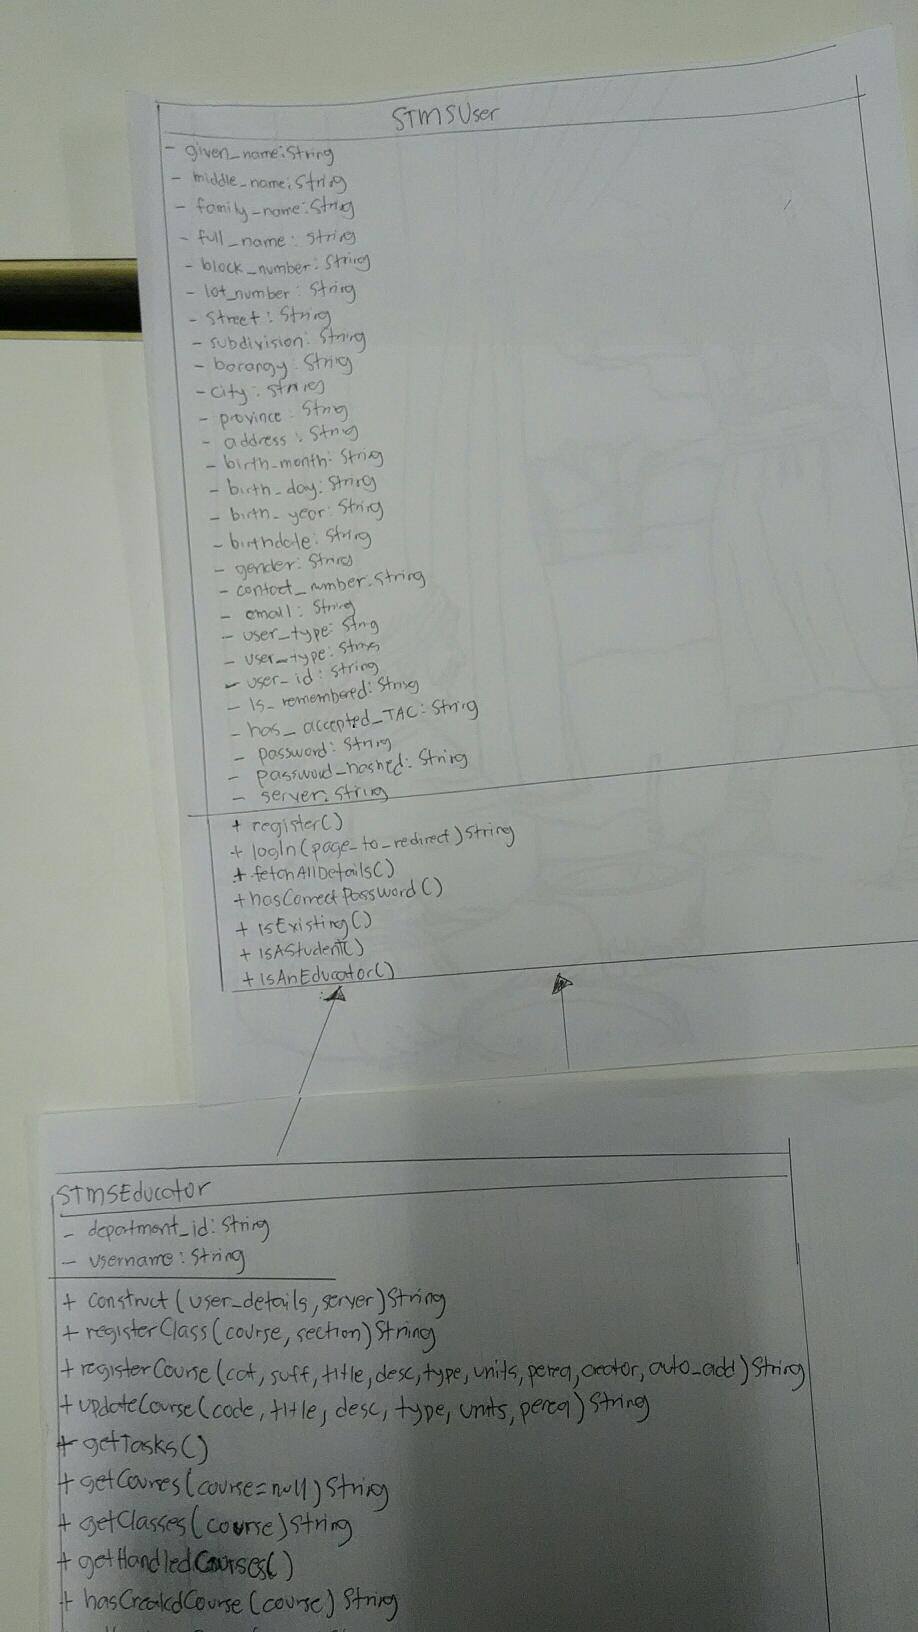 STMSUser
- given_name: String
- middle_name: String
- family_name: String
- full_name: String
- block_number: String
- lot_number: String
- street: String
- subdivision: String
- barangy: String
- city: String
- province: String
- address: String
- birth_month: String
- birth_day: String
- birth_year: String
- birthdate: String
- gender: String
- contact_number: String
- email: String
- user_type: String
- user_type: String
- user_id: String
- is_remembered: String
- has_accepted_TAC: String
- password: String
- password_hashed: String
- server: String
+ register()
+ logIn(page_to_redirect)String
+ fetchAllDetails()
+ hasCorrectPassword()
+ isExisting()
+ isAStudent()
+ isAnEducator()
STMSEducator
- department_id: String
- username: String
+ construct(user_details, server)String
+ registerClass(course, section)String
+ registerCourse(cat, suff, title, desc, type, units, pereq, creator, auto_add)String
+ updateCourse(code, title, desc, type, units, pereq)String
+ getTasks()
+ getCourses(course=null)String
+ getClasses(course)String
+ getHandledCourses()
+ hasCreatedCourse(course)String